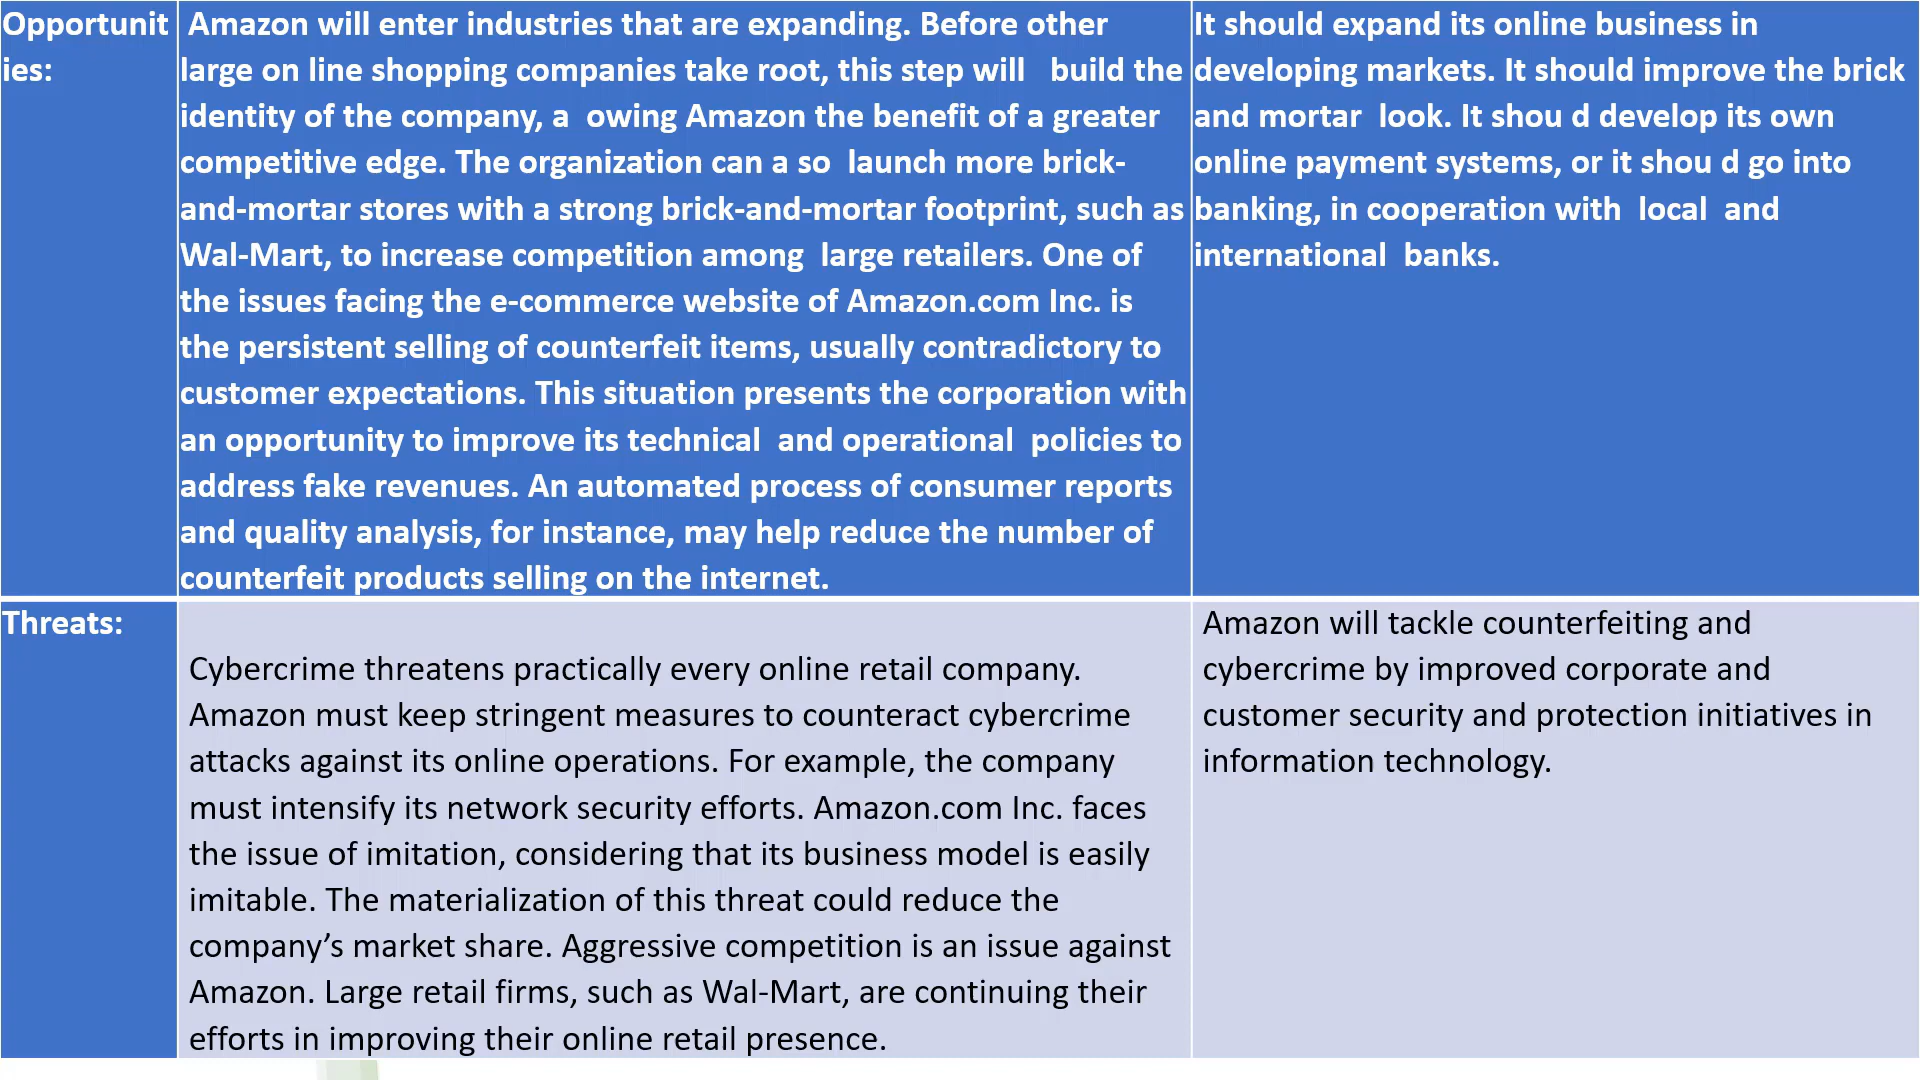 Opportunit
ies:
Amazon will enter industries that are expanding. Before other
large on line shopping companies take root, this step will build the
identity of the company, a owing Amazon the benefit of a greater
competitive edge. The organization can a so launch more brick-
and-mortar stores with a strong brick-and-mortar footprint, such as
Wal-Mart, to increase competition among large retailers. One of
the issues facing the e-commerce website of Amazon.com Inc. is
the persistent selling of counterfeit items, usually contradictory to
customer expectations. This situation presents the corporation with
an opportunity to improve its technical and operational policies to
address fake revenues. An automated process of consumer reports
and quality analysis, for instance, may help reduce the number of
counterfeit products selling on the internet.
It should expand its online business in
developing markets. It should improve the brick
and mortar look. It shou d develop its own
online payment systems, or it shou d go into
banking, in cooperation with local and
international banks.
Threats:
Cybercrime threatens practically every online retail company.
Amazon must keep stringent measures to counteract cybercrime
attacks against its online operations. For example, the company
must intensify its network security efforts. Amazon.com Inc. faces
the issue of imitation, considering that its business model is easily
imitable. The materialization of this threat could reduce the
company’s market share. Aggressive competition is an issue against
Amazon. Large retail firms, such as Wal-Mart, are continuing their
efforts in improving their online retail presence.
Amazon will tackle counterfeiting and
cybercrime by improved corporate and
customer security and protection initiatives in
information technology.